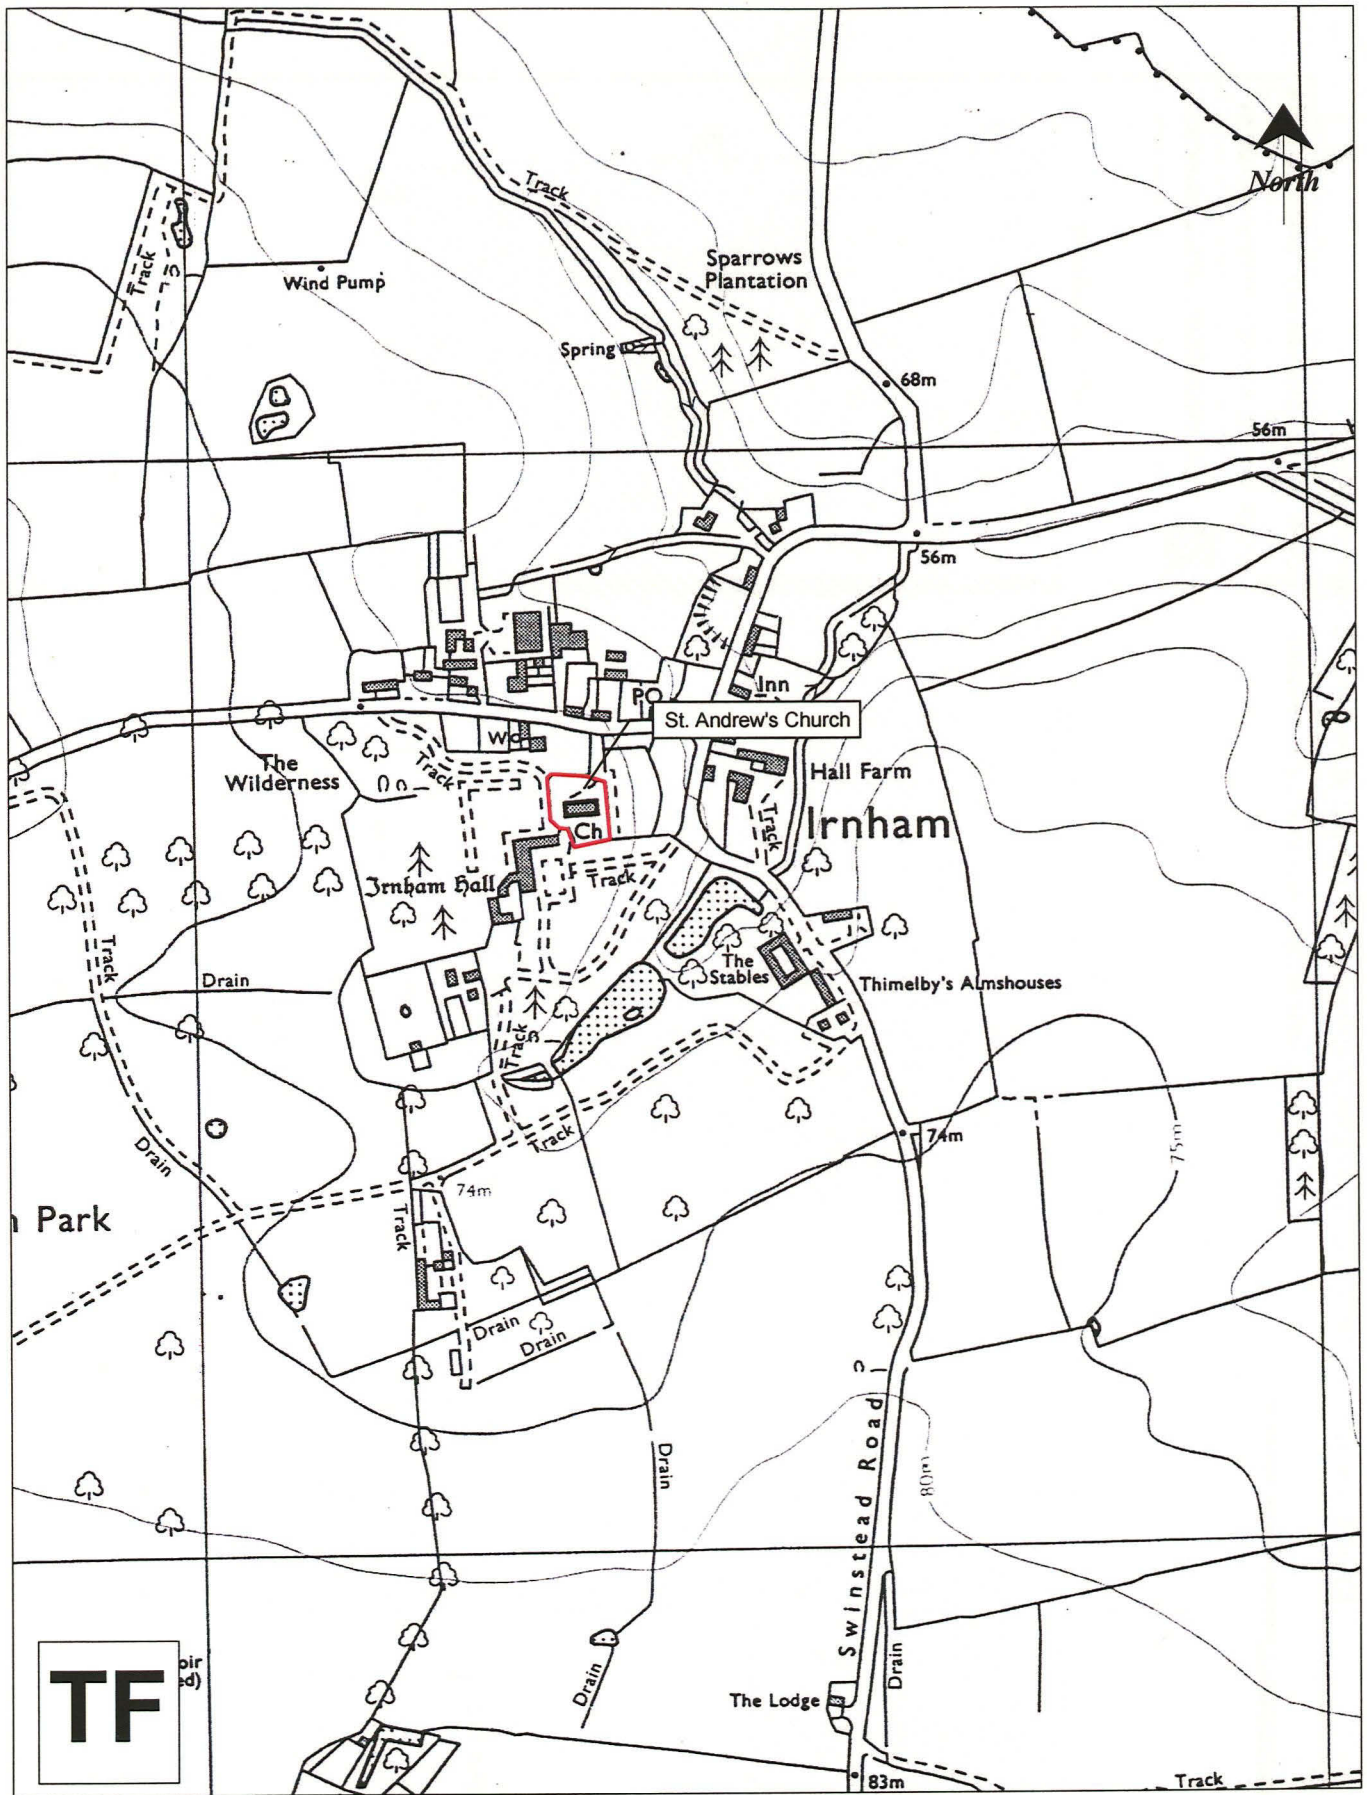 North
Track
Sparrows
Plantation
Track
Wind Pump
Spring
68m
56m
56m
PO
Inn
St. Andrew's Church
W
The
Wilderness
Track
Hall Farm
Irnham
Ch
Track
Track
Irnham Hall
Track
The
Stables
Thimelby's Almshouses
Drain
Track
Drain
Track
74m
75m
74m
Park
Track
Drain
Drain
Swinstead Road
80m
Drain
TF
oir
ed)
Drain
Drain
The Lodge
83m
Track